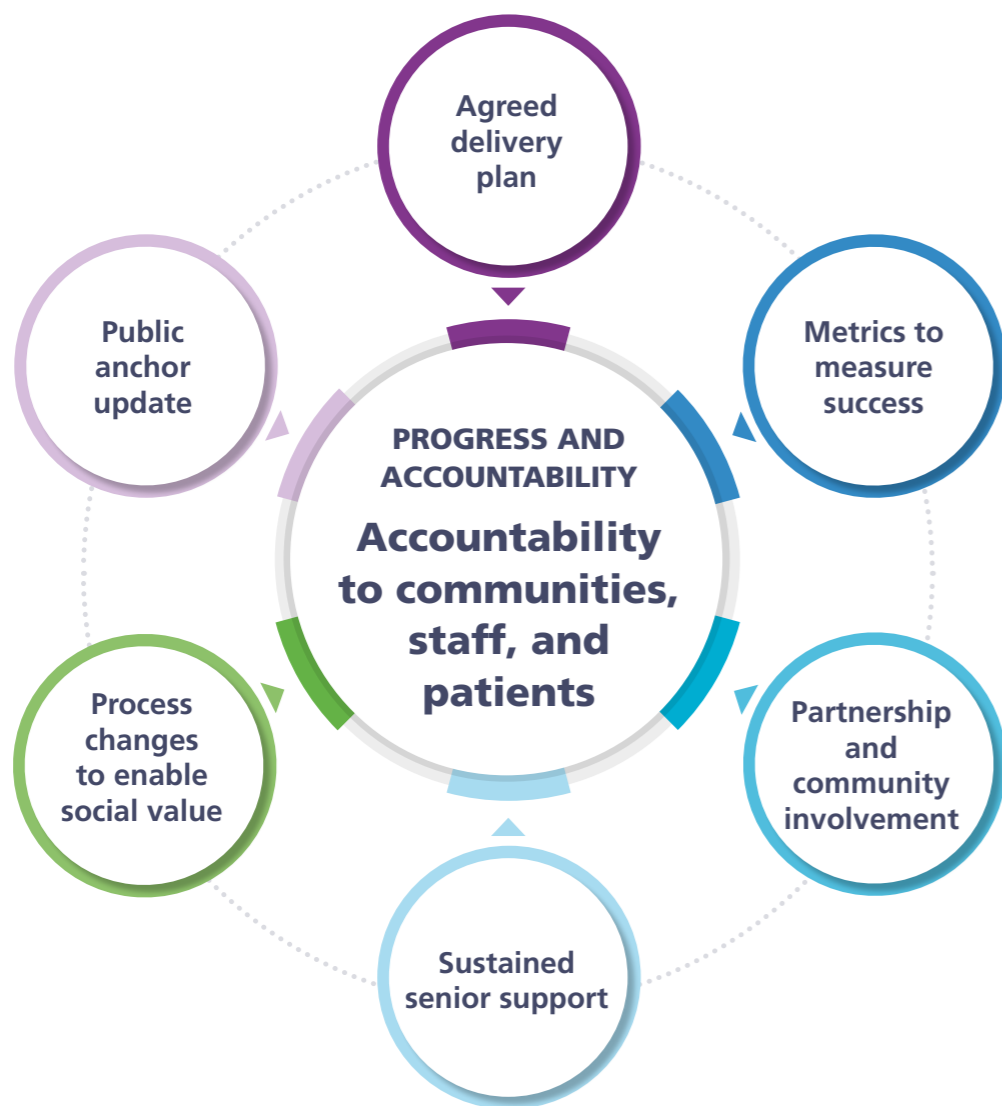 Agreed
delivery
plan
Public
anchor
update
Metrics to
measure
success
PROGRESS AND
ACCOUNTABILITY
Accountability
to communities,
staff, and
patients
Process
changes
to enable
social value
Partnership
and
community
involvement
Sustained
senior support